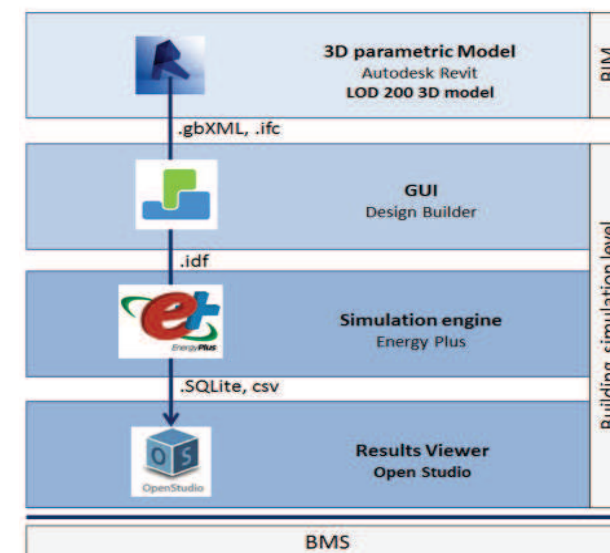 3D parametric Model
Autodesk Revit
LOD 200 3D model
BIM
.gbXML, .ifc
GUI
Design Builder
.idf
Building simulation level
Simulation engine
Energy Plus
e+
EnergyPlus
.SQLite, csv
Results Viewer
Open Studio
O S
OpenStudio
BMS